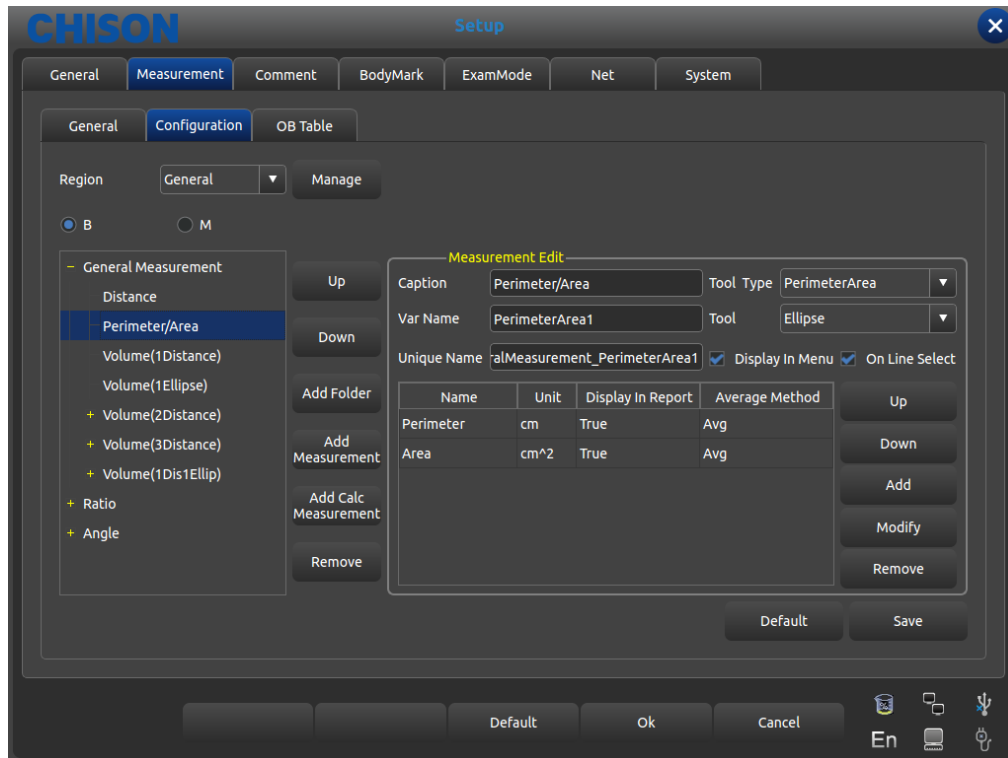 CHISON
Setup
General Measurement Comment BodyMark ExamMode Net System
General Configuration OB Table
Region General Manage
B M
General Measurement
Distance
Perimeter/Area
Volume(1Distance)
Volume(1Ellipse)
Volume(2Distance)
Volume(3Distance)
Volume(1Dis1Ellip)
Ratio
Angle
Up
Down
Add Folder
Add
Measurement
Add Calc
Measurement
Remove
Measurement Edit
Caption Perimeter/Area Tool Type PerimeterArea
Var Name PerimeterArea1 Tool Ellipse
Unique Name ralMeasurement_PerimeterArea1 Display In Menu On Line Select
Name Unit Display In Report Average Method
Perimeter cm True Avg
Area cm^2 True Avg
Up
Down
Add
Modify
Remove
Default Save
Default Ok Cancel
En